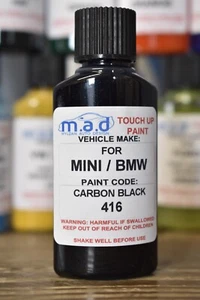 m.a.d
TOUCH UP
PAINT
VEHICLE MAKE:
FOR
MINI / BMW
PAINT CODE:
CARBON BLACK
416
WARNING: HARMFUL IF SWALLOWED
KEEP OUT OF REACH OF CHILDREN.
SHAKE WELL BEFORE USE